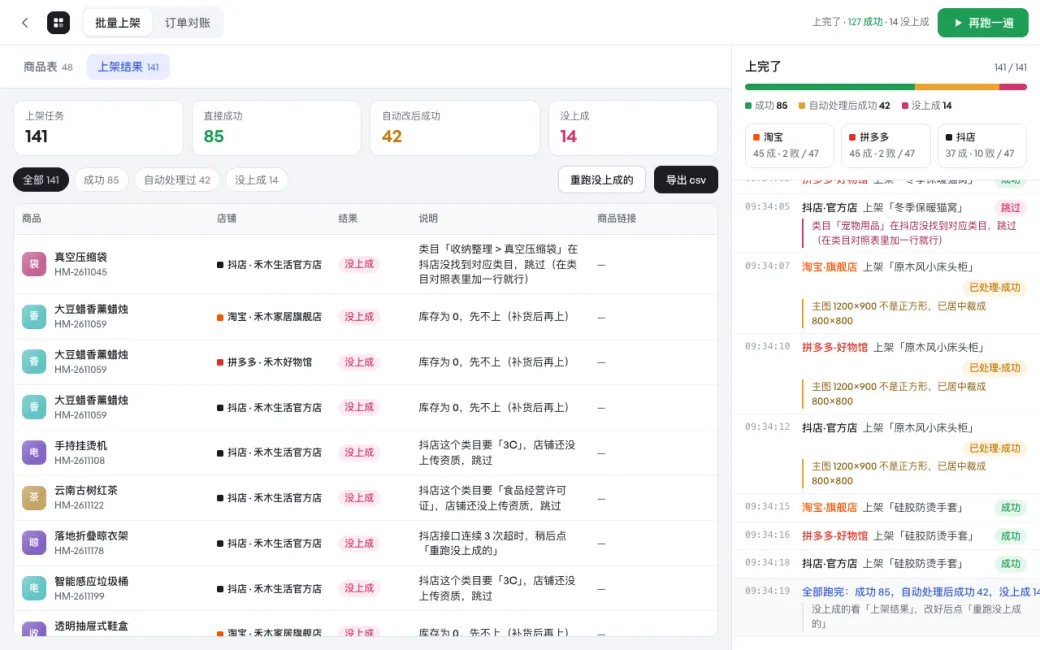 批量上架 订单对账
上完了 · 127 成功 · 14 没上成
再跑一遍
商品表 48
上架结果 141
上架任务
141
直接成功
85
自动改后成功
42
没上成
14
全部 141
成功 85
自动处理过 42
没上成 14
重跑没上成的
导出 csv
商品 店铺 结果 说明 商品链接
袋
真空压缩袋
HM-2611045
抖店 · 禾木生活官方店
没上成
类目「收纳整理 > 真空压缩袋」在
抖店没找到对应类目，跳过（在类
目对照表里加一行就行）
—
香
大豆蜡香薰蜡烛
HM-2611059
淘宝 · 禾木家居旗舰店
没上成
库存为 0，先不上（补货后再上）
—
香
大豆蜡香薰蜡烛
HM-2611059
拼多多 · 禾木好物馆
没上成
库存为 0，先不上（补货后再上）
—
香
大豆蜡香薰蜡烛
HM-2611059
抖店 · 禾木生活官方店
没上成
库存为 0，先不上（补货后再上）
—
电
手持挂烫机
HM-2611108
抖店 · 禾木生活官方店
没上成
抖店这个类目要「3C」，店铺还没
上传资质，跳过
—
茶
云南古树红茶
HM-2611122
抖店 · 禾木生活官方店
没上成
抖店这个类目要「食品经营许可
证」，店铺还没上传资质，跳过
—
晾
落地折叠晾衣架
HM-2611178
抖店 · 禾木生活官方店
没上成
抖店接口连续 3 次超时，稍后点
「重跑没上成的」
—
电
智能感应垃圾桶
HM-2611199
抖店 · 禾木生活官方店
没上成
抖店这个类目要「3C」，店铺还没
上传资质，跳过
—
收
透明抽屉式鞋盒
淘宝 · 禾木家居旗舰店
没上成
库存为 0，先不上（补货后再上）
—
上完了
141 / 141
成功 85 自动处理后成功 42 没上成 14
淘宝
45 成 · 2 败 / 47
拼多多
45 成 · 2 败 / 47
抖店
37 成 · 10 败 / 47
拼多多·好物馆 上架「冬季保暖猫窝」
成功
09:34:05 抖店·官方店 上架「冬季保暖猫窝」 跳过
类目「宠物用品」在抖店没找到对应类目，跳过
（在类目对照表里加一行就行）
09:34:07 淘宝·旗舰店 上架「原木风小床头柜」
已处理·成功
主图 1200×900 不是正方形，已居中裁成
800×800
09:34:10 拼多多·好物馆 上架「原木风小床头柜」
已处理·成功
主图 1200×900 不是正方形，已居中裁成
800×800
09:34:12 抖店·官方店 上架「原木风小床头柜」
已处理·成功
主图 1200×900 不是正方形，已居中裁成
800×800
09:34:15 淘宝·旗舰店 上架「硅胶防烫手套」 成功
09:34:16 拼多多·好物馆 上架「硅胶防烫手套」 成功
09:34:18 抖店·官方店 上架「硅胶防烫手套」 成功
09:34:19 全部跑完：成功 85，自动处理后成功 42，没上成 14
没上成的看「上架结果」，改好后点「重跑没上成
的」